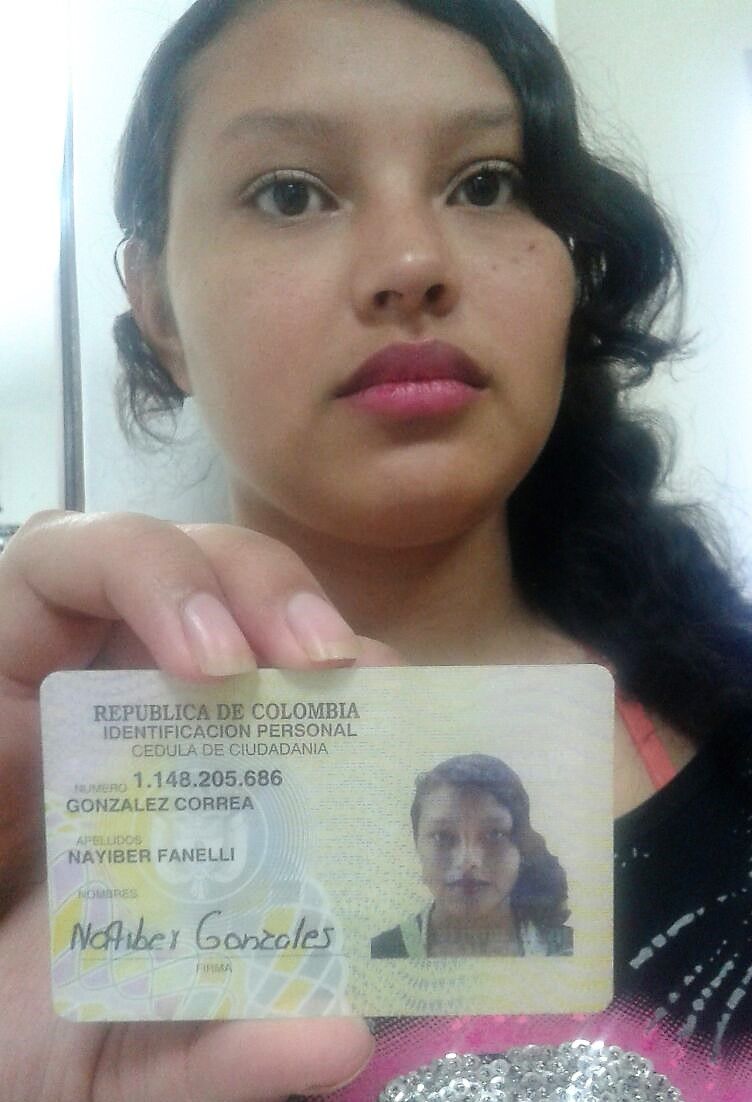 REPUBLICA DE COLOMBIA
IDENTIFICACION PERSONAL
CEDULA DE CIUDADANIA
NUMERO 1.148.205.686
GONZALEZ CORREA
APELLIDOS
NAYIBER FANELLI
NOMBRES
Nayiber Gonzales
FIRMA